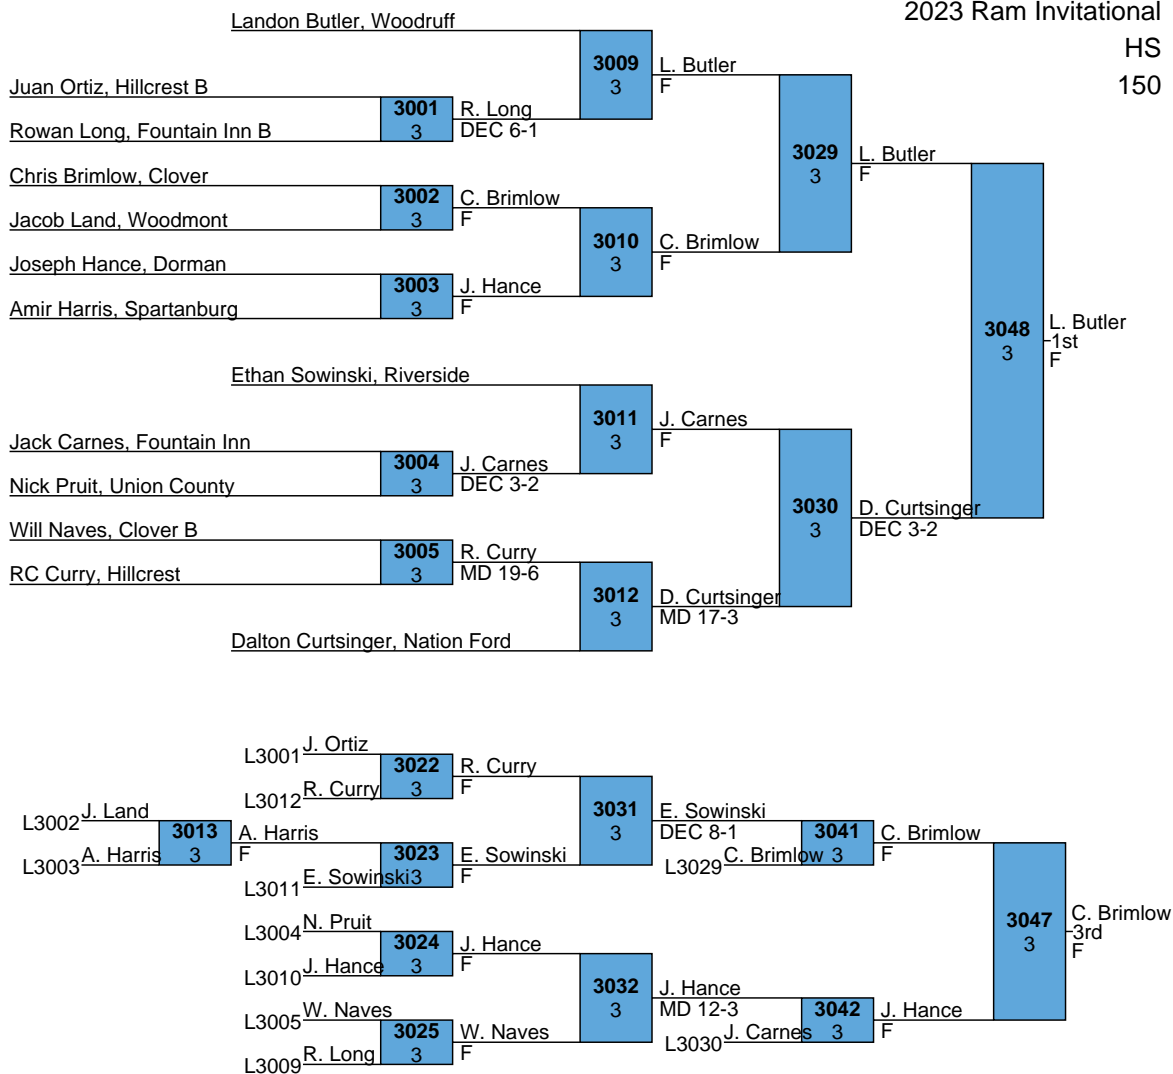 2023 Ram Invitational
HS
150
Landon Butler, Woodruff
3009
3
L. Butler
F
Juan Ortiz, Hillcrest B
3001
3
R. Long
DEC 6-1
Rowan Long, Fountain Inn B
3029
3
L. Butler
F
Chris Brimlow, Clover
3002
3
C. Brimlow
F
Jacob Land, Woodmont
3010
3
C. Brimlow
F
Joseph Hance, Dorman
3003
3
J. Hance
F
Amir Harris, Spartanburg
3048
3
L. Butler
1st
F
Ethan Sowinski, Riverside
3011
3
J. Carnes
F
Jack Carnes, Fountain Inn
3004
3
J. Carnes
DEC 3-2
Nick Pruit, Union County
3030
3
D. Curtsinger
DEC 3-2
Will Naves, Clover B
3005
3
R. Curry
MD 19-6
RC Curry, Hillcrest
3012
3
D. Curtsinger
MD 17-3
Dalton Curtsinger, Nation Ford
L3001
J. Ortiz
3022
3
R. Curry
F
L3012
R. Curry
3031
3
E. Sowinski
DEC 8-1
L3002
J. Land
3013
3
A. Harris
F
L3003
A. Harris
3023
3
E. Sowinski
F
L3011
E. Sowinski
3041
3
C. Brimlow
F
L3029
C. Brimlow
L3004
N. Pruit
3024
3
J. Hance
F
L3010
J. Hance
3047
3
C. Brimlow
3rd
F
3032
3
J. Hance
MD 12-3
L3005
W. Naves
3025
3
W. Naves
F
L3009
R. Long
3042
3
J. Hance
F
L3030
J. Carnes